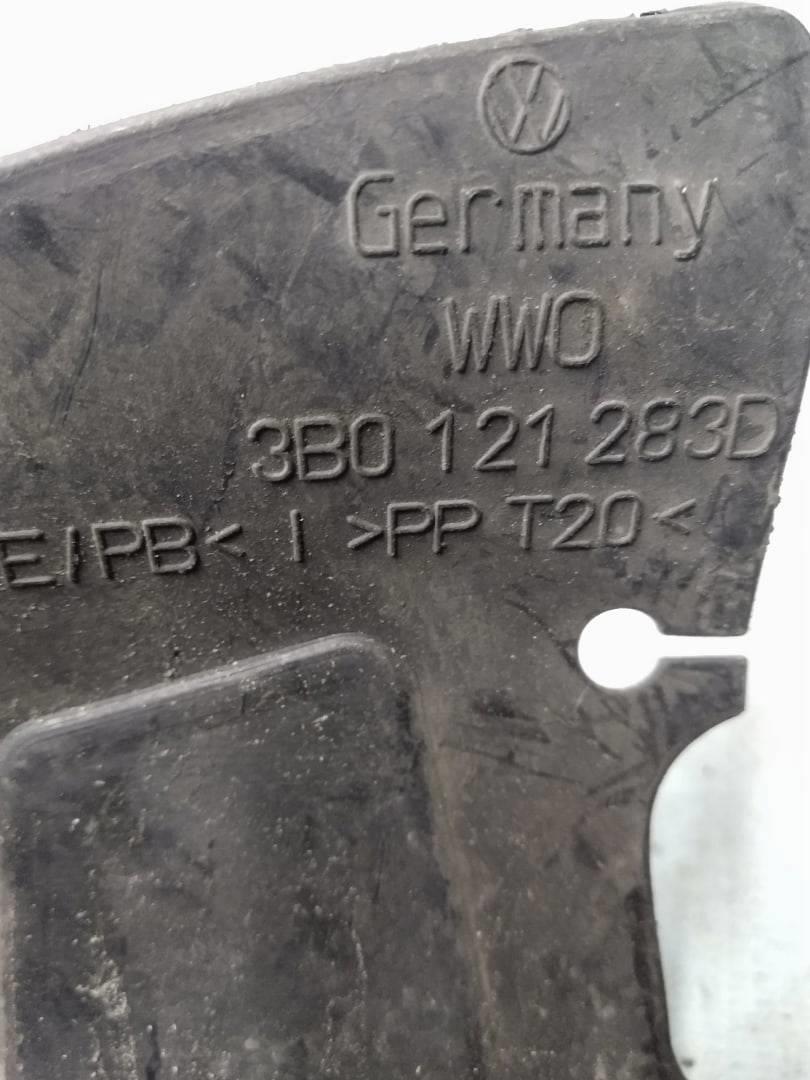 Germany
WWO
3B0 121 283D
E/PB< / >PP T20<